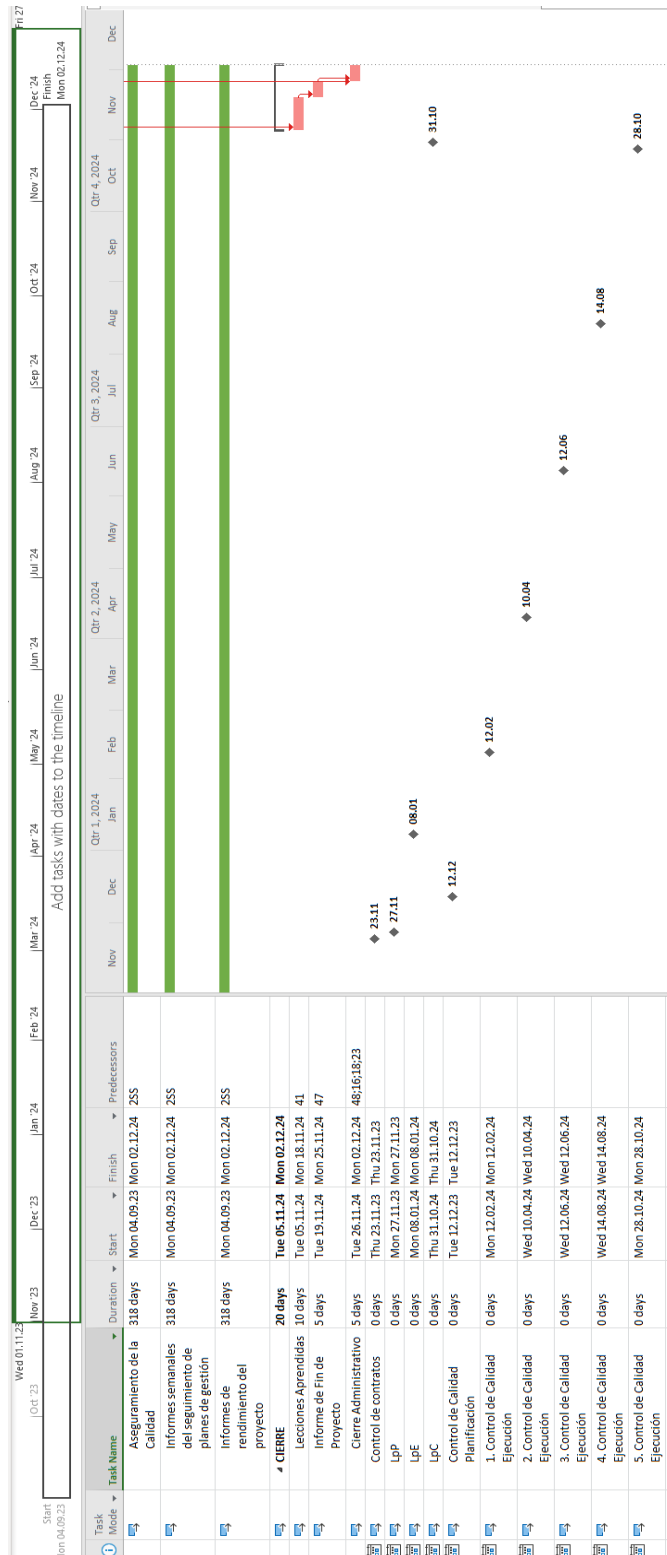 Wed 01.11.23
Fri 27
Oct '23 Nov '23 Dec '23 Jan '24 Feb '24 Mar '24 Apr '24 May '24 Jun '24 Jul '24 Aug '24 Sep '24 Oct '24 Nov '24 Dec '24
Start
Mon 04.09.23
Add tasks with dates to the timeline
Finish
Mon 02.12.24
Task Mode Task Name Duration Start Finish Predecessors
Qtr 1, 2024 Qtr 2, 2024 Qtr 3, 2024 Qtr 4, 2024
Nov Dec Jan Feb Mar Apr May Jun Jul Aug Sep Oct Nov Dec
Aseguramiento de la 318 days Mon 04.09.23 Mon 02.12.24 2SS
Calidad
Informes semanales 318 days Mon 04.09.23 Mon 02.12.24 2SS
del seguimiento de
planes de gestión
Informes de 318 days Mon 04.09.23 Mon 02.12.24 2SS
rendimiento del
proyecto
CIERRE 20 days Tue 05.11.24 Mon 02.12.24
Lecciones Aprendidas 10 days Tue 05.11.24 Mon 18.11.24 41
Informe de Fin de 5 days Tue 19.11.24 Mon 25.11.24 47
Proyecto
Cierre Administrativo 5 days Tue 26.11.24 Mon 02.12.24 48;16;18;23
Control de contratos 0 days Thu 23.11.23 Thu 23.11.23 23.11
LpP 0 days Mon 27.11.23 Mon 27.11.23 27.11
LpE 0 days Mon 08.01.24 Mon 08.01.24 08.01
LpC 0 days Thu 31.10.24 Thu 31.10.24 31.10
Control de Calidad 0 days Tue 12.12.23 Tue 12.12.23 12.12
Planificación
1. Control de Calidad 0 days Mon 12.02.24 Mon 12.02.24 12.02
Ejecución
2. Control de Calidad 0 days Wed 10.04.24 Wed 10.04.24 10.04
Ejecución
3. Control de Calidad 0 days Wed 12.06.24 Wed 12.06.24 12.06
Ejecución
4. Control de Calidad 0 days Wed 14.08.24 Wed 14.08.24 14.08
Ejecución
5. Control de Calidad 0 days Mon 28.10.24 Mon 28.10.24 28.10
Ejecución